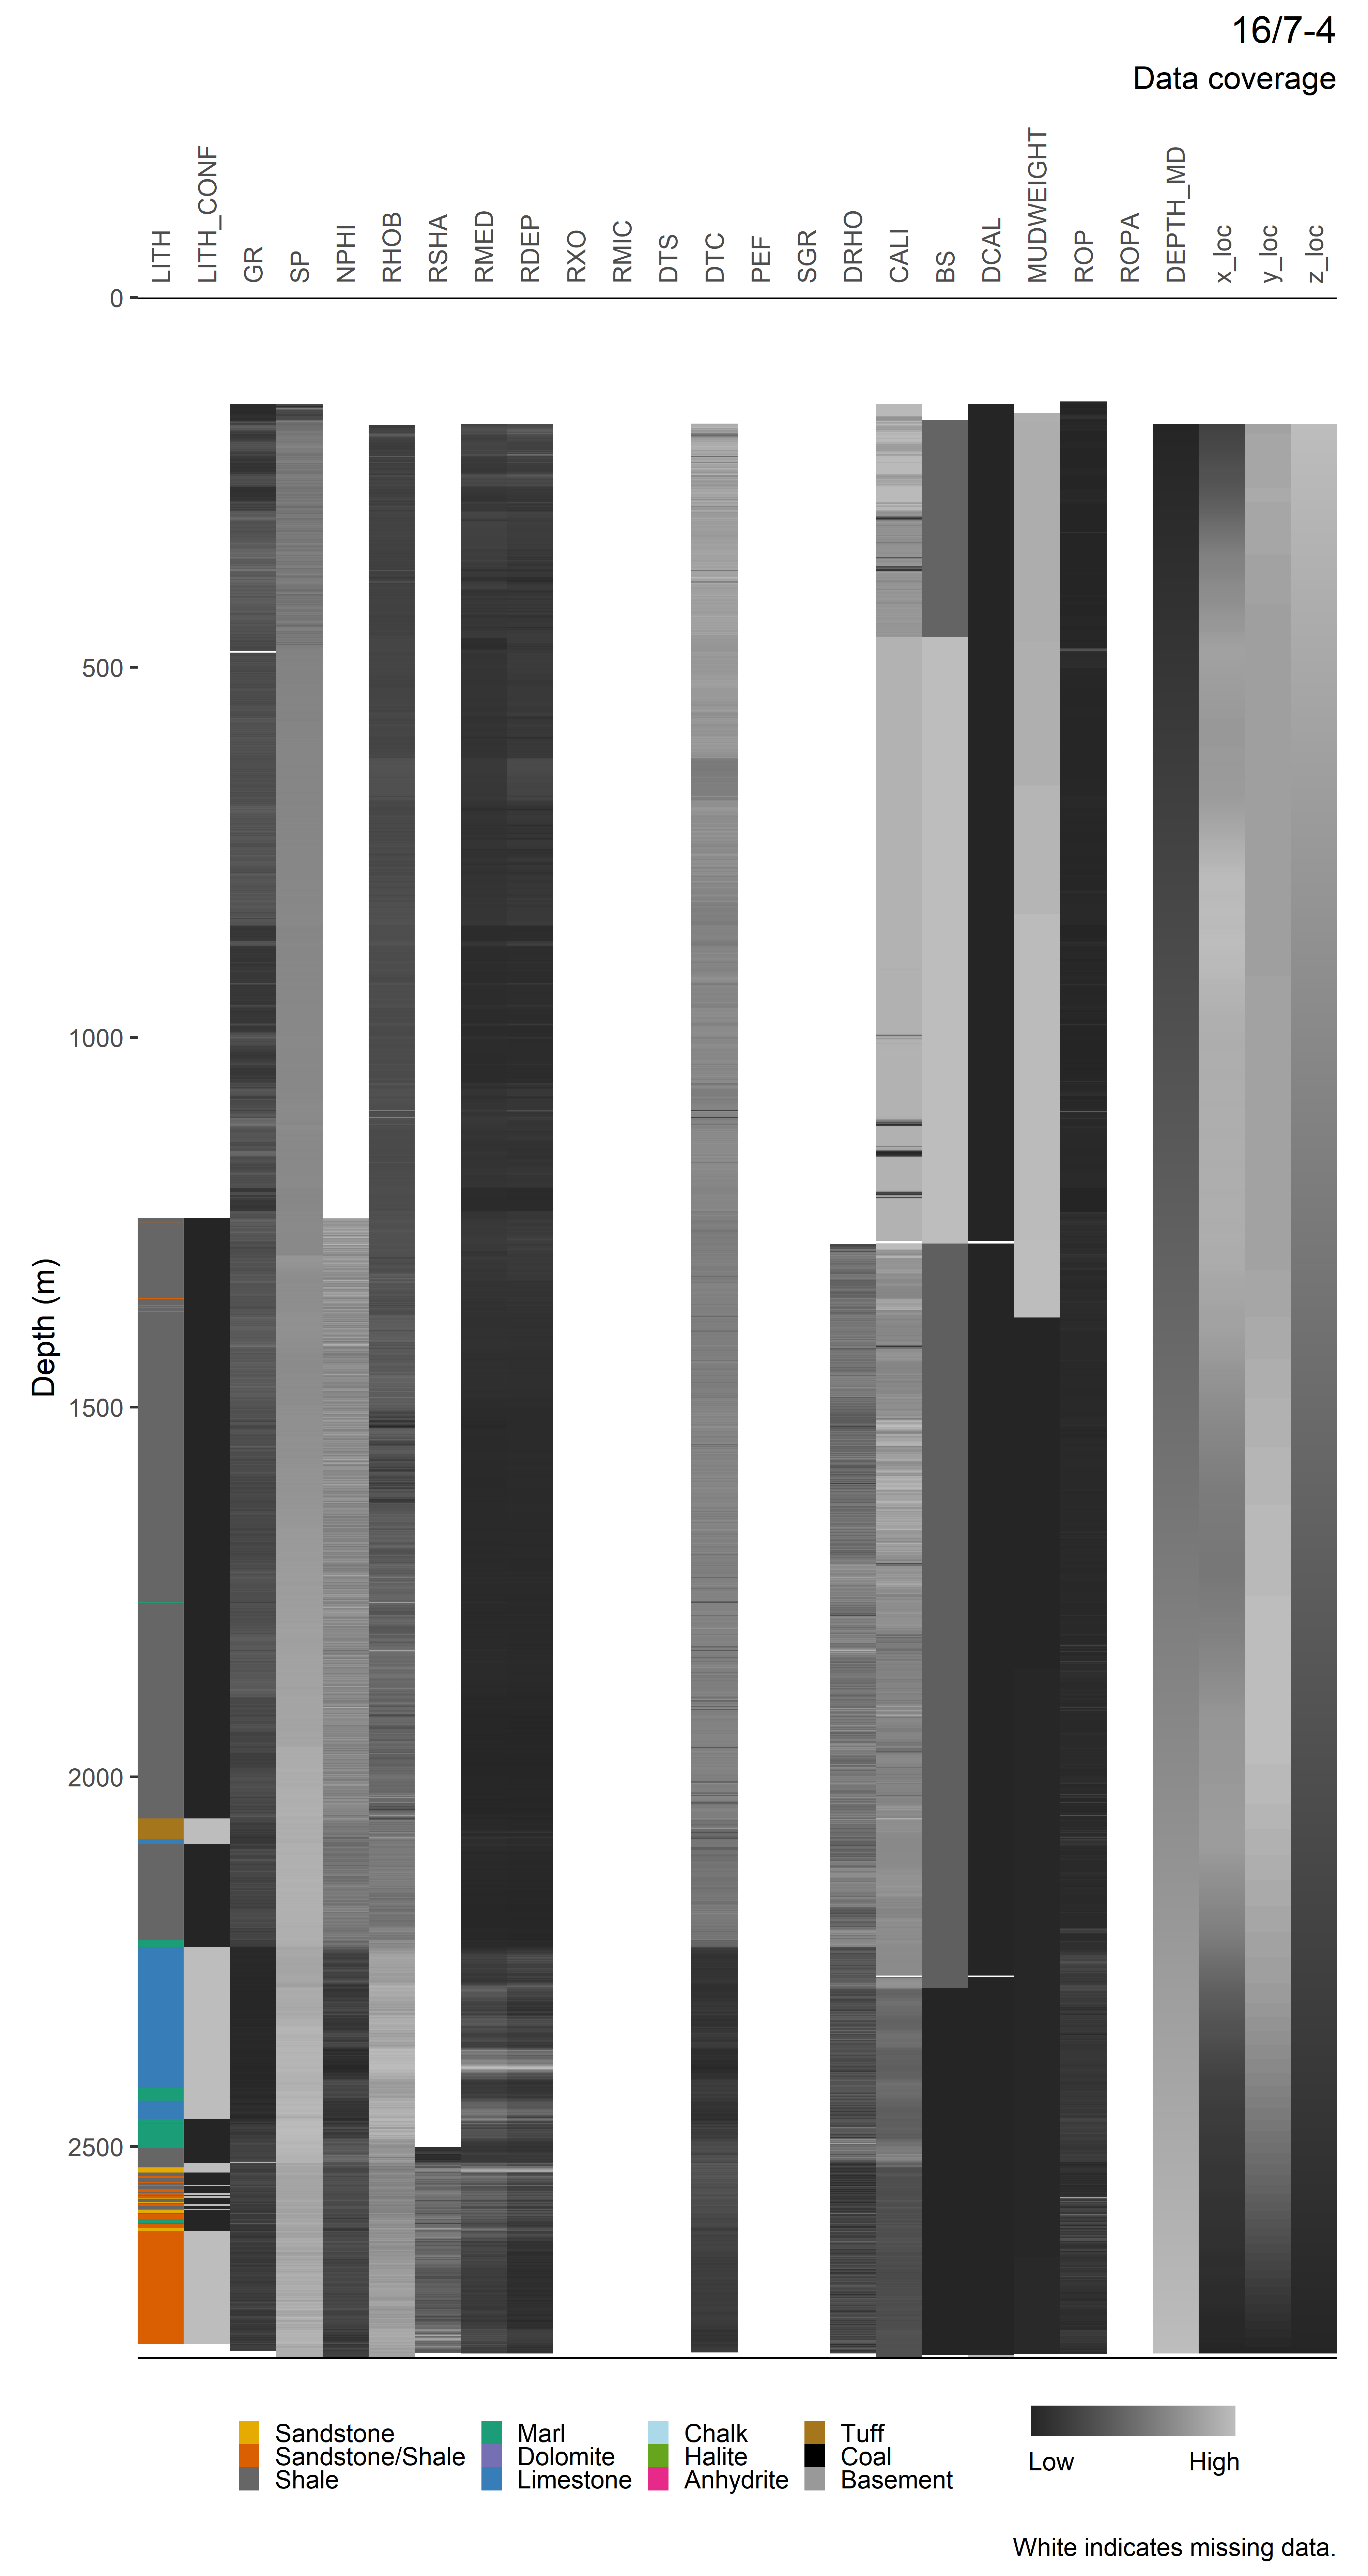 16/7-4
Data coverage
LITH
LITH_CONF
GR
SP
NPHI
RHOB
RSHA
RMED
RDEP
RXO
RMIC
DTS
DTC
PEF
SGR
DRHO
CALI
BS
DCAL
MUDWEIGHT
ROP
ROPA
DEPTH_MD
x_loc
y_loc
z_loc
0
500
1000
1500
2000
2500
Depth (m)
Sandstone
Sandstone/Shale
Shale
Marl
Dolomite
Limestone
Chalk
Halite
Anhydrite
Tuff
Coal
Basement
Low High
White indicates missing data.